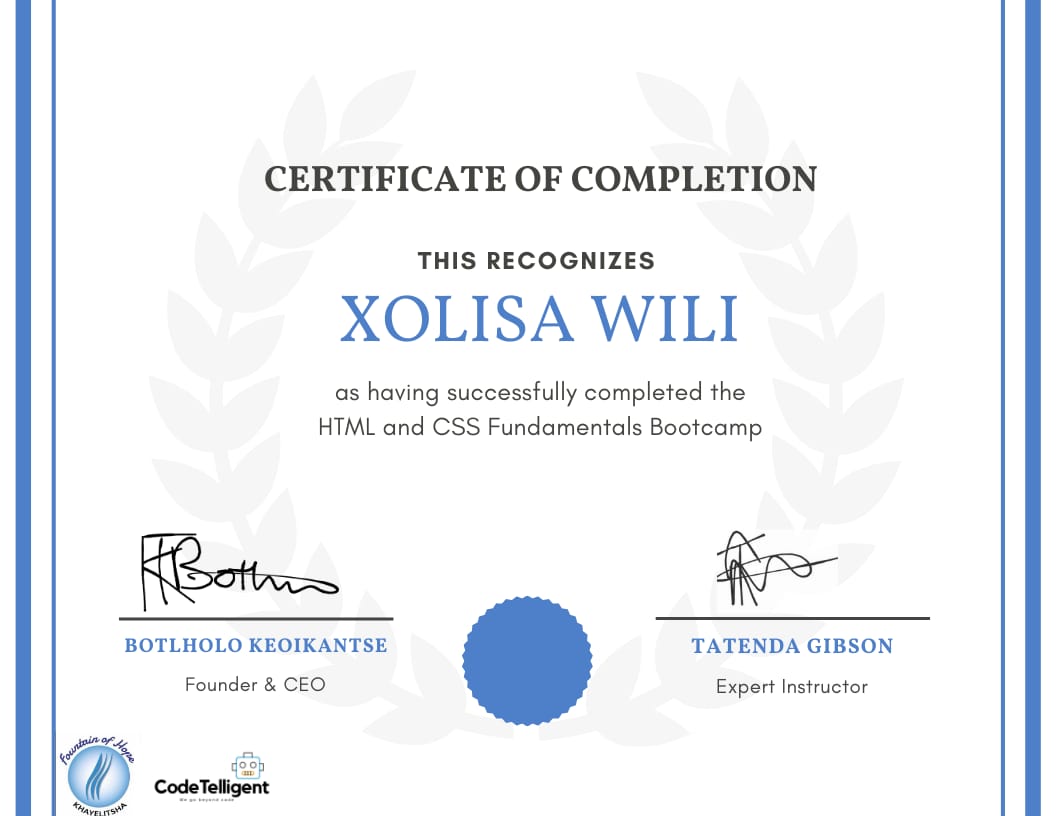 CERTIFICATE OF COMPLETION
THIS RECOGNIZES
XOLISA WILI
as having successfully completed the
HTML and CSS Fundamentals Bootcamp
BOTLHOLO KEOIKANTSE
TATENDA GIBSON
Founder & CEO
Expert Instructor
Fountain of Hope
KHAYELITSHA
CodeTelligent
We go beyond code